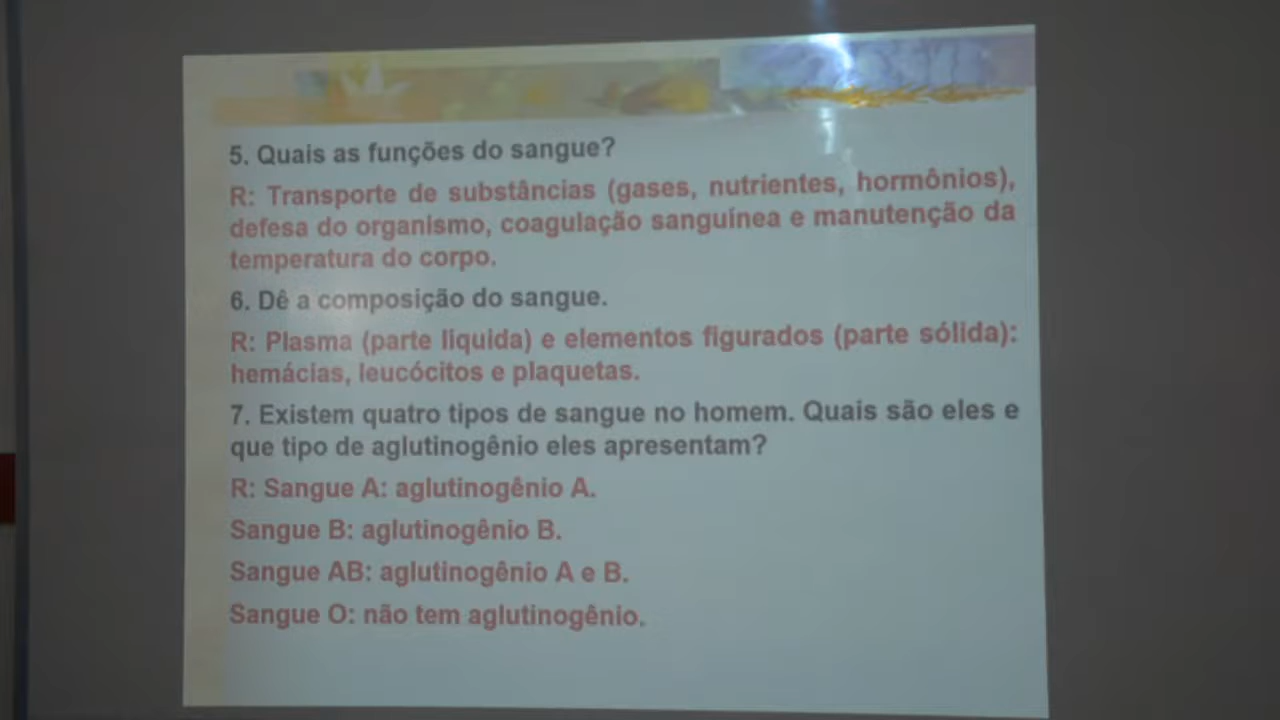 5. Quais as funções do sangue?
R: Transporte de substâncias (gases, nutrientes, hormônios),
defesa do organismo, coagulação sanguínea e manutenção da
temperatura do corpo.
6. Dê a composição do sangue.
R: Plasma (parte liquida) e elementos figurados (parte sólida):
hemácias, leucócitos e plaquetas.
7. Existem quatro tipos de sangue no homem. Quais são eles e
que tipo de aglutinogênio eles apresentam?
R: Sangue A: aglutinogênio A.
Sangue B: aglutinogênio B.
Sangue AB: aglutinogênio A e B.
Sangue O: não tem aglutinogênio.